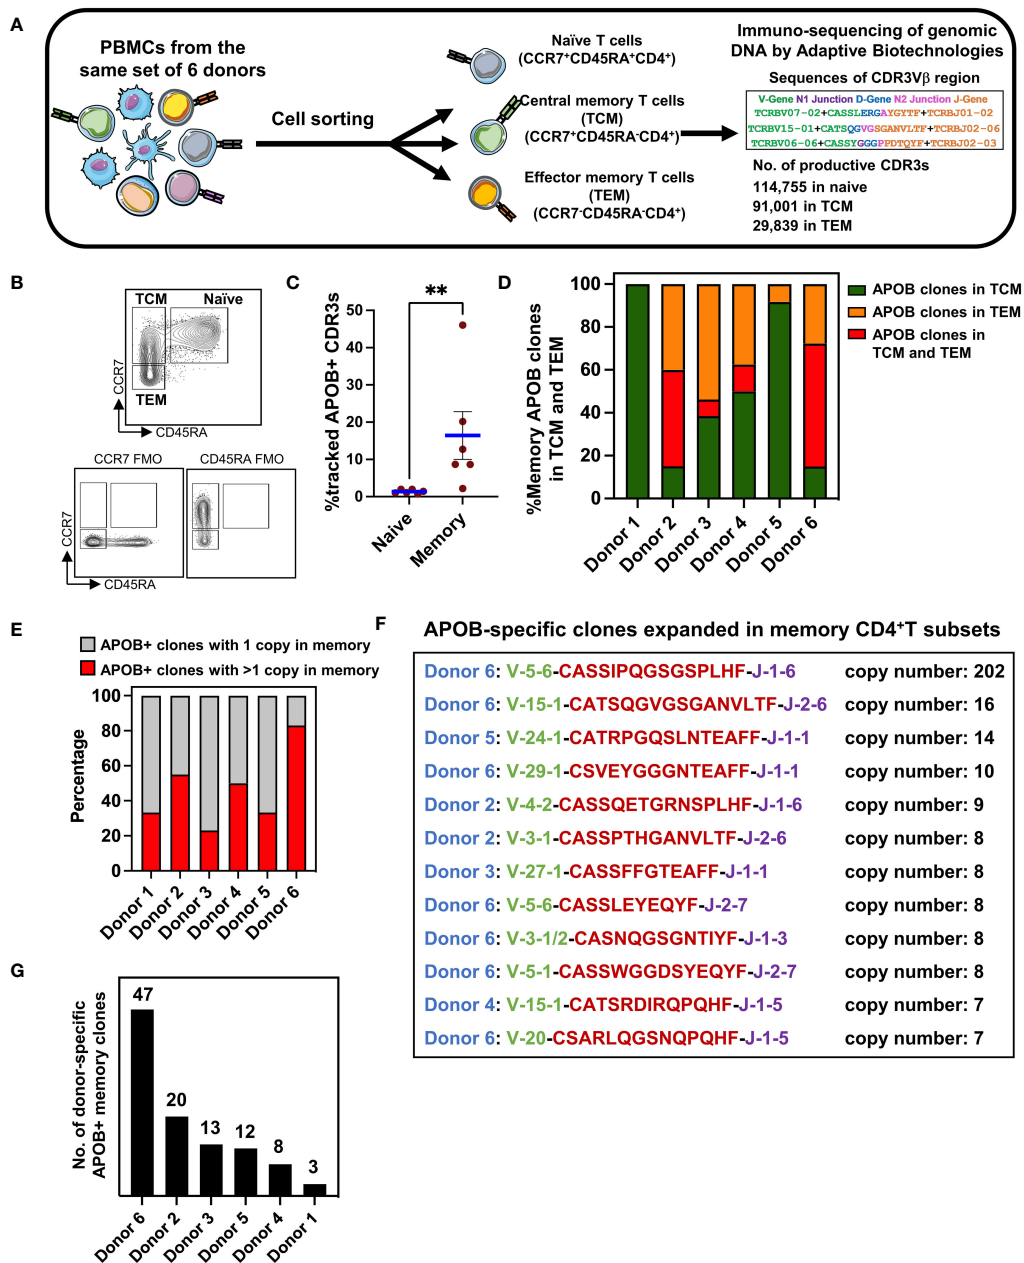 A
PBMCs from the
same set of 6 donors
Cell sorting
Naïve T cells
(CCR7⁺CD45RA⁺CD4⁺)
Central memory T cells
(TCM)
(CCR7⁺CD45RA⁻CD4⁺)
Effector memory T cells
(TEM)
(CCR7⁻CD45RA⁻CD4⁺)
Immuno-sequencing of genomic
DNA by Adaptive Biotechnologies
Sequences of CDR3Vβ region
V-Gene N1 Junction D-Gene N2 Junction J-Gene
TCRBV07-02+CASSLERGAYGYTF+TCRBJ01-02
TCRBV15-01+CATSQGVGSGANVLTF+TCRBJ02-06
TCRBV06-06+CASSYGGGPPDTQYF+TCRBJ02-03
No. of productive CDR3s
114,755 in naive
91,001 in TCM
29,839 in TEM
B
TCM
Naïve
TEM
CCR7
CD45RA
CCR7 FMO
CD45RA FMO
CCR7
CD45RA
C
**
%tracked APOB+ CDR3s
50
40
30
20
10
0
Naive
Memory
D
%Memory APOB clones
in TCM and TEM
100
80
60
40
20
0
Donor 1
Donor 2
Donor 3
Donor 4
Donor 5
Donor 6
APOB clones in TCM
APOB clones in TEM
APOB clones in
TCM and TEM
E
APOB+ clones with 1 copy in memory
APOB+ clones with >1 copy in memory
Percentage
100
80
60
40
20
0
Donor 1
Donor 2
Donor 3
Donor 4
Donor 5
Donor 6
F
APOB-specific clones expanded in memory CD4⁺T subsets
Donor 6: V-5-6-CASSIPQGSGSPLHF-J-1-6 copy number: 202
Donor 6: V-15-1-CATSQGVGSGANVLTF-J-2-6 copy number: 16
Donor 5: V-24-1-CATRPGQSLNTEAFF-J-1-1 copy number: 14
Donor 6: V-29-1-CSVEYGGGNTEAFF-J-1-1 copy number: 10
Donor 2: V-4-2-CASSQETGRNSPLHF-J-1-6 copy number: 9
Donor 2: V-3-1-CASSPTHGANVLTF-J-2-6 copy number: 8
Donor 3: V-27-1-CASSFFGTEAFF-J-1-1 copy number: 8
Donor 6: V-5-6-CASSLEYEQYF-J-2-7 copy number: 8
Donor 6: V-3-1/2-CASNQGSGNTIYF-J-1-3 copy number: 8
Donor 6: V-5-1-CASSWGGDSYEQYF-J-2-7 copy number: 8
Donor 4: V-15-1-CATSRDIRQPQHF-J-1-5 copy number: 7
Donor 6: V-20-CSARLQGSNQPQHF-J-1-5 copy number: 7
G
No. of donor-specific
APOB+ memory clones
47
20
13
12
8
3
Donor 6
Donor 2
Donor 3
Donor 5
Donor 4
Donor 1